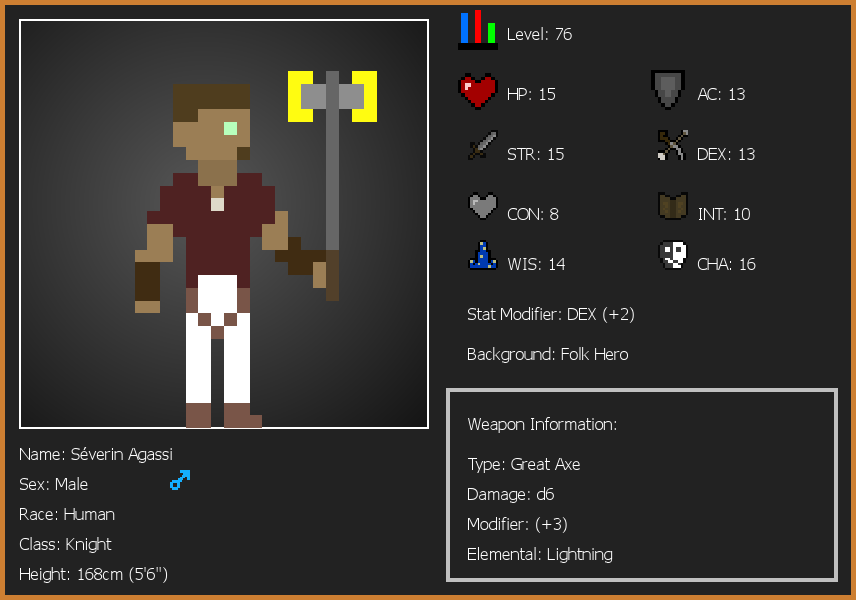 Level: 76
HP: 15
AC: 13
STR: 15
DEX: 13
CON: 8
INT: 10
WIS: 14
CHA: 16
Stat Modifier: DEX (+2)
Background: Folk Hero
Weapon Information:
Type: Great Axe
Damage: d6
Modifier: (+3)
Elemental: Lightning
Name: Séverin Agassi
Sex: Male
Race: Human
Class: Knight
Height: 168cm (5'6")